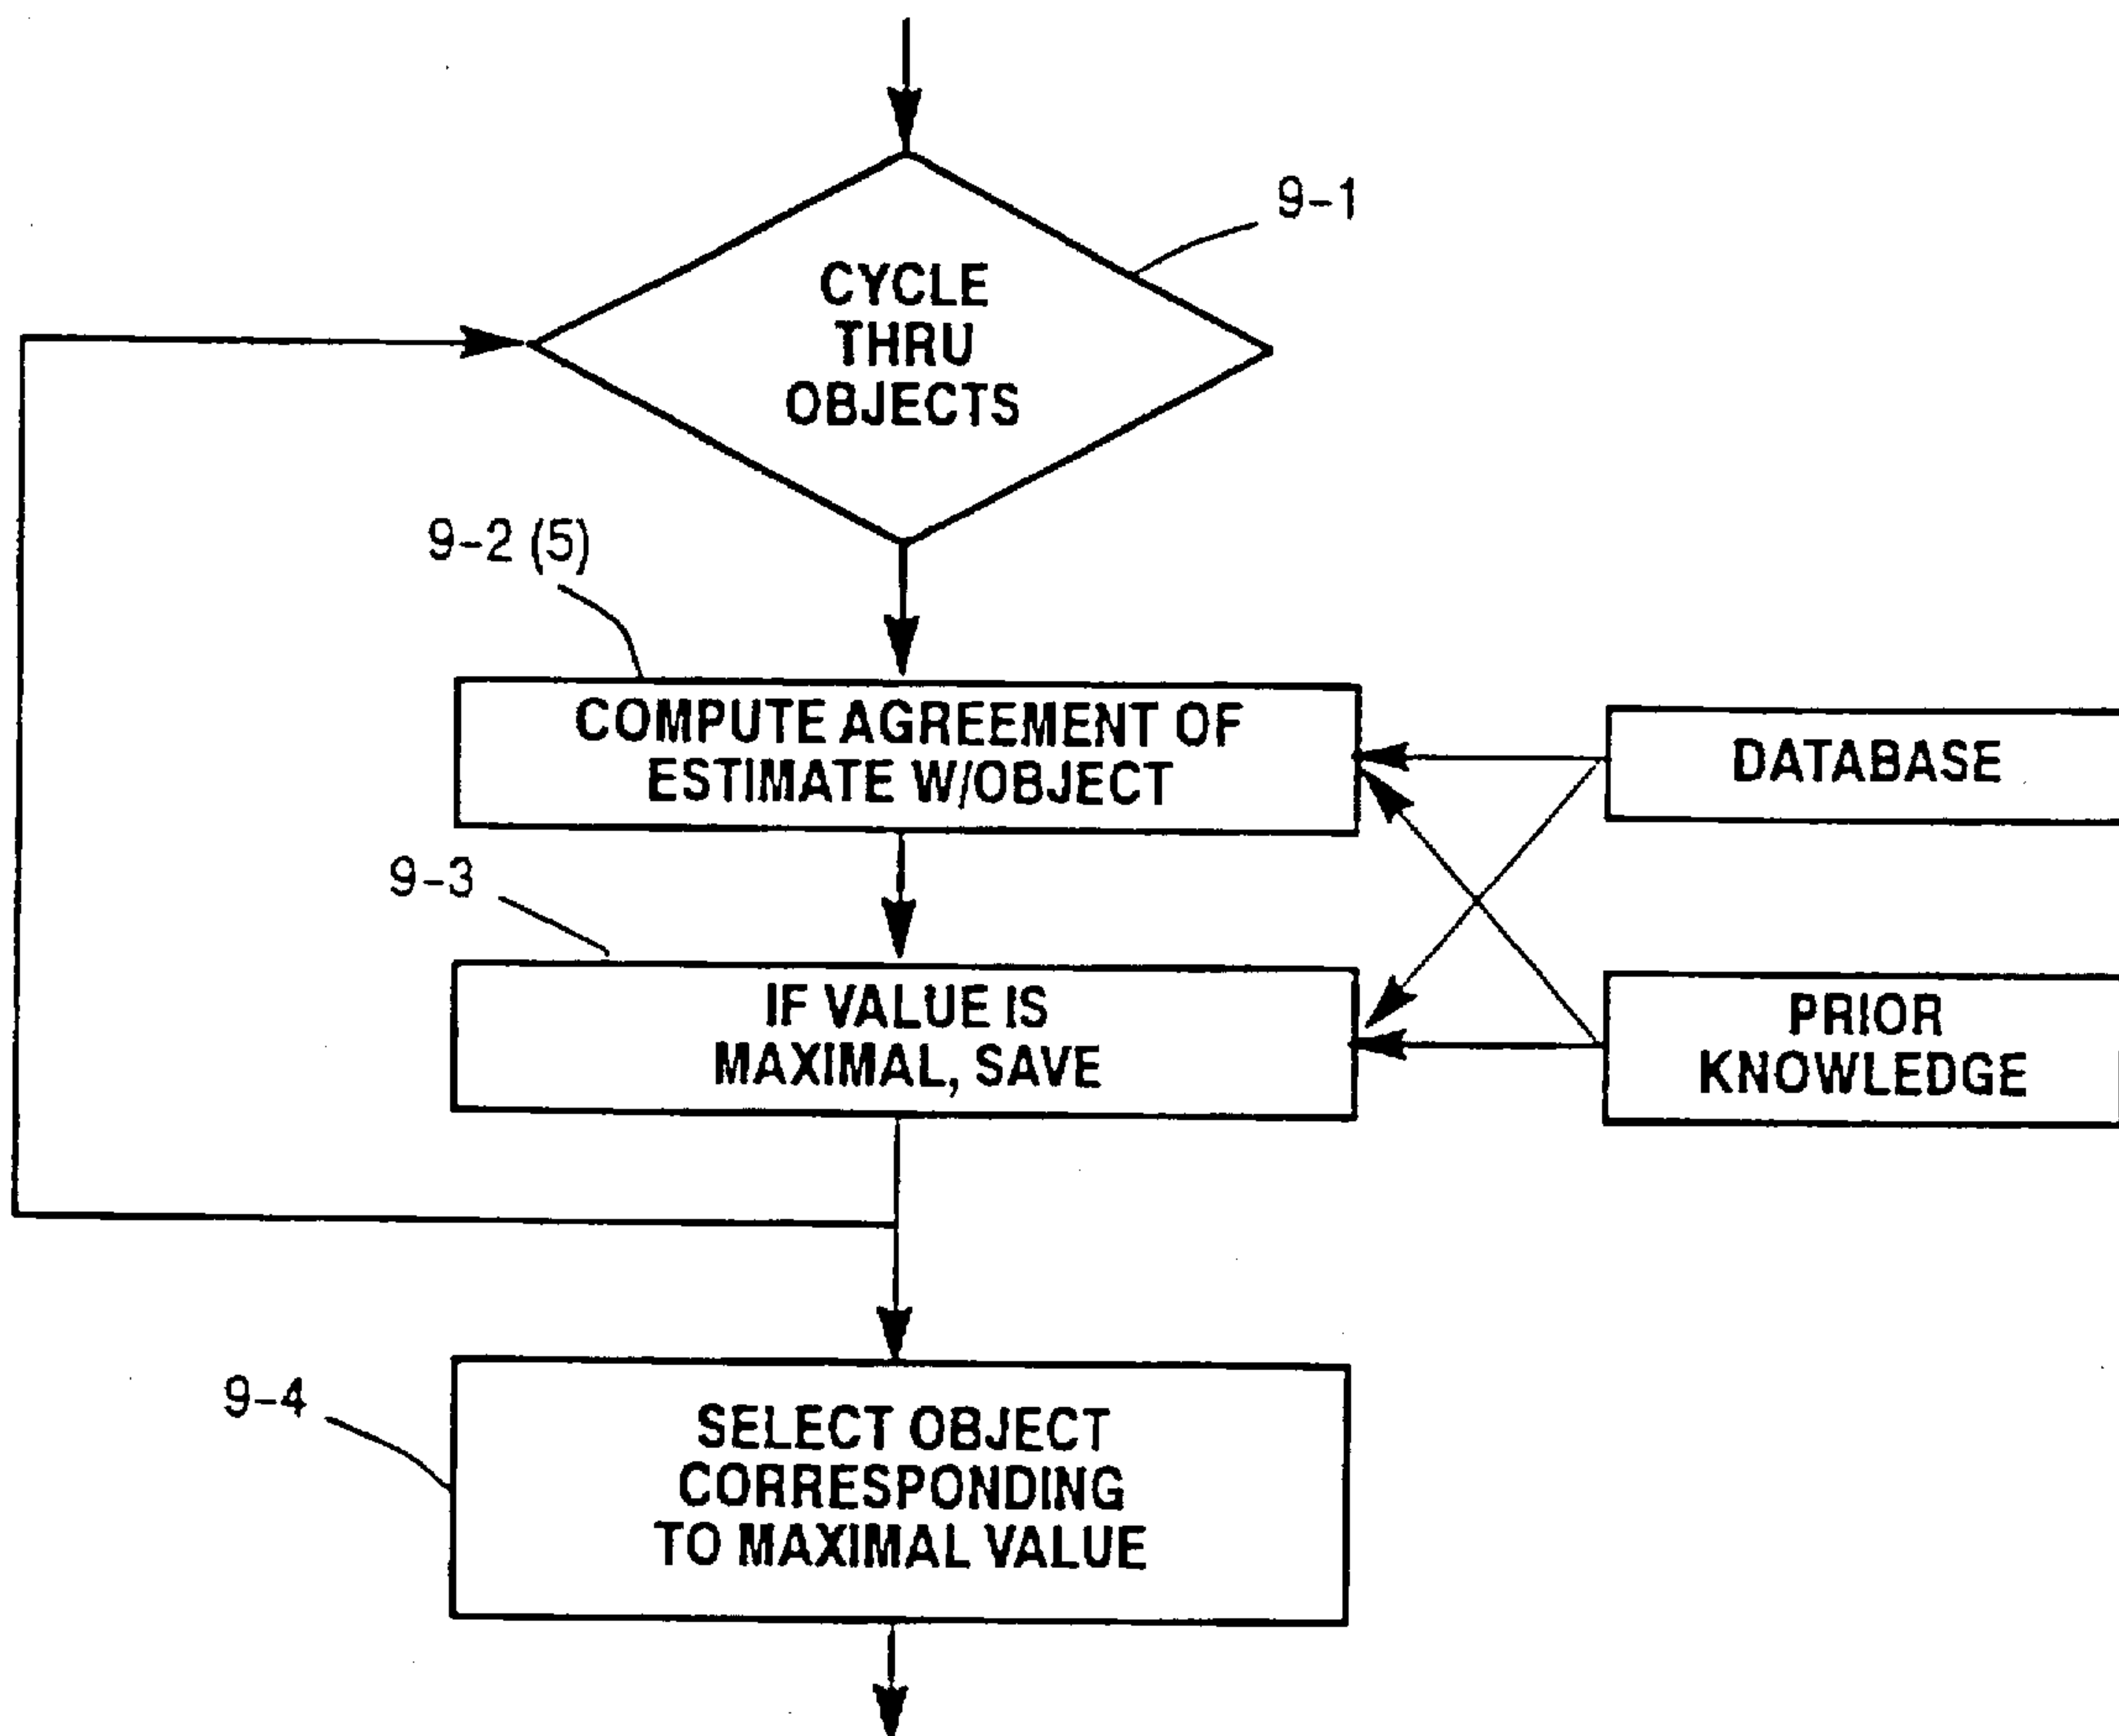 9-1
CYCLE
THRU
OBJECTS
9-2 (5)
COMPUTE AGREEMENT OF
ESTIMATE W/OBJECT
DATABASE
9-3
IF VALUE IS
MAXIMAL, SAVE
PRIOR
KNOWLEDGE
9-4
SELECT OBJECT
CORRESPONDING
TO MAXIMAL VALUE